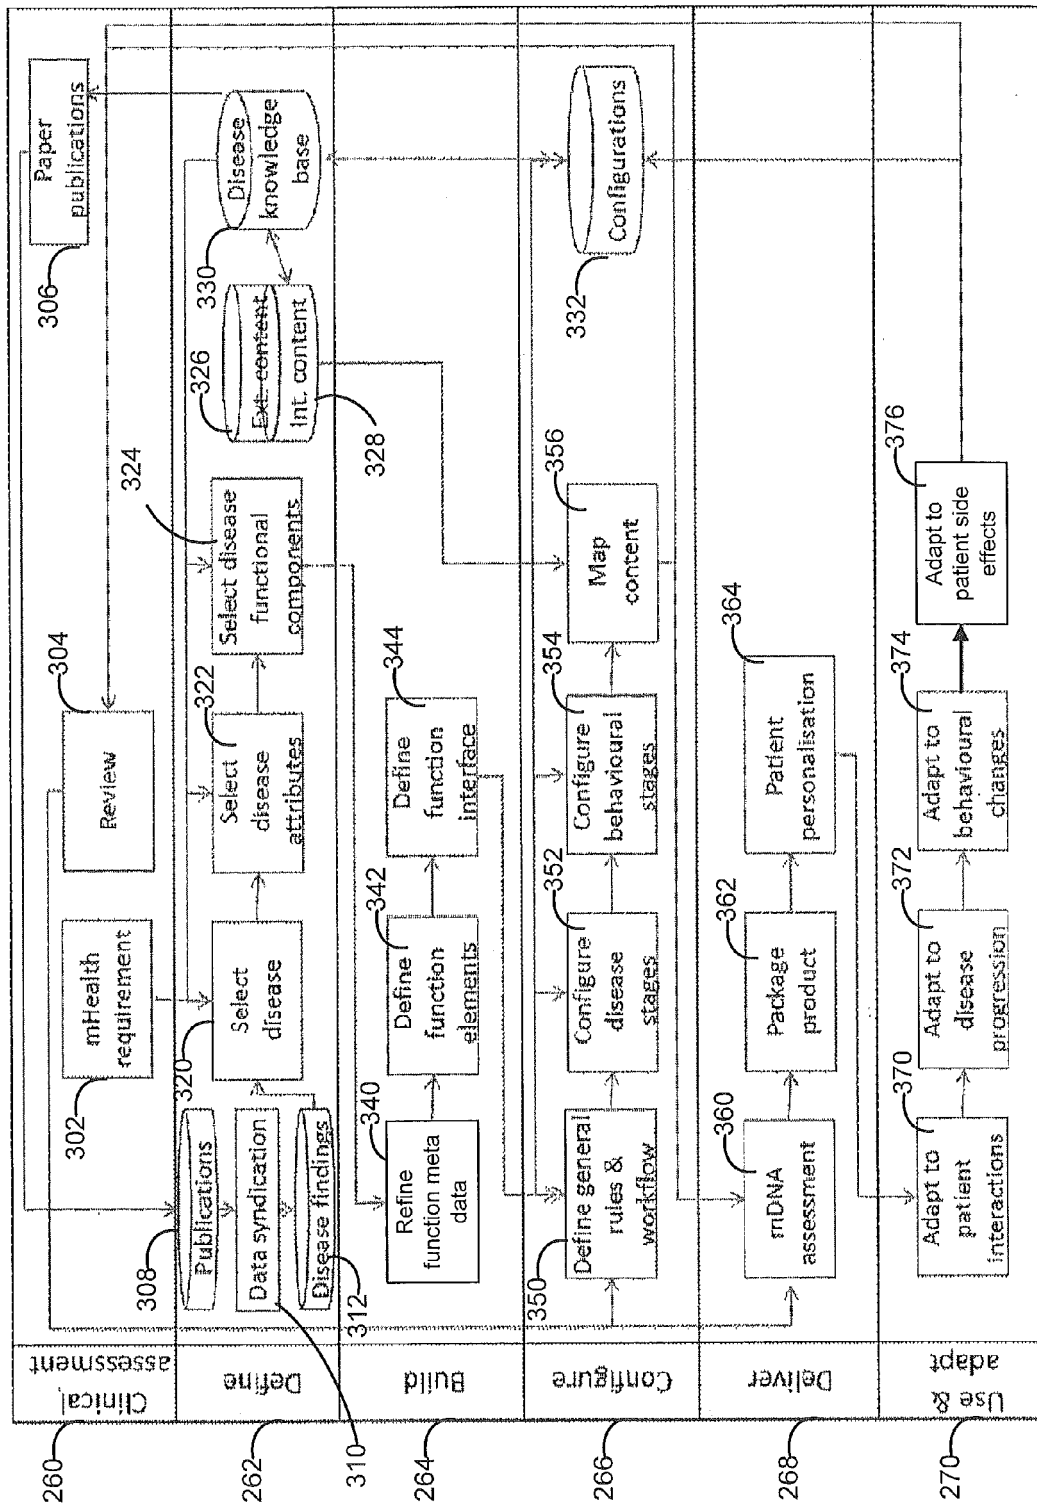 260
Clinical
assessment
302
mHealth
requirement
304
Review
306
Paper
publications
262
Define
308
Publications
310
Data syndication
312
Disease findings
320
Select
disease
322
Select
disease
attributes
324
Select disease
functional
components
326
Ext. content
328
Int. content
330
Disease
knowledge
base
264
Build
340
Refine
function meta
data
342
Define
function
elements
344
Define
function
interface
266
Configure
350
Define general
rules &
workflow
352
Configure
disease
stages
354
Configure
behavioural
stages
356
Map
content
332
Configurations
268
Deliver
360
mDNA
assessment
362
Package
product
364
Patient
personalisation
270
Use &
adapt
370
Adapt to
patient
interactions
372
Adapt to
disease
progression
374
Adapt to
behavioural
changes
376
Adapt to
patient side
effects